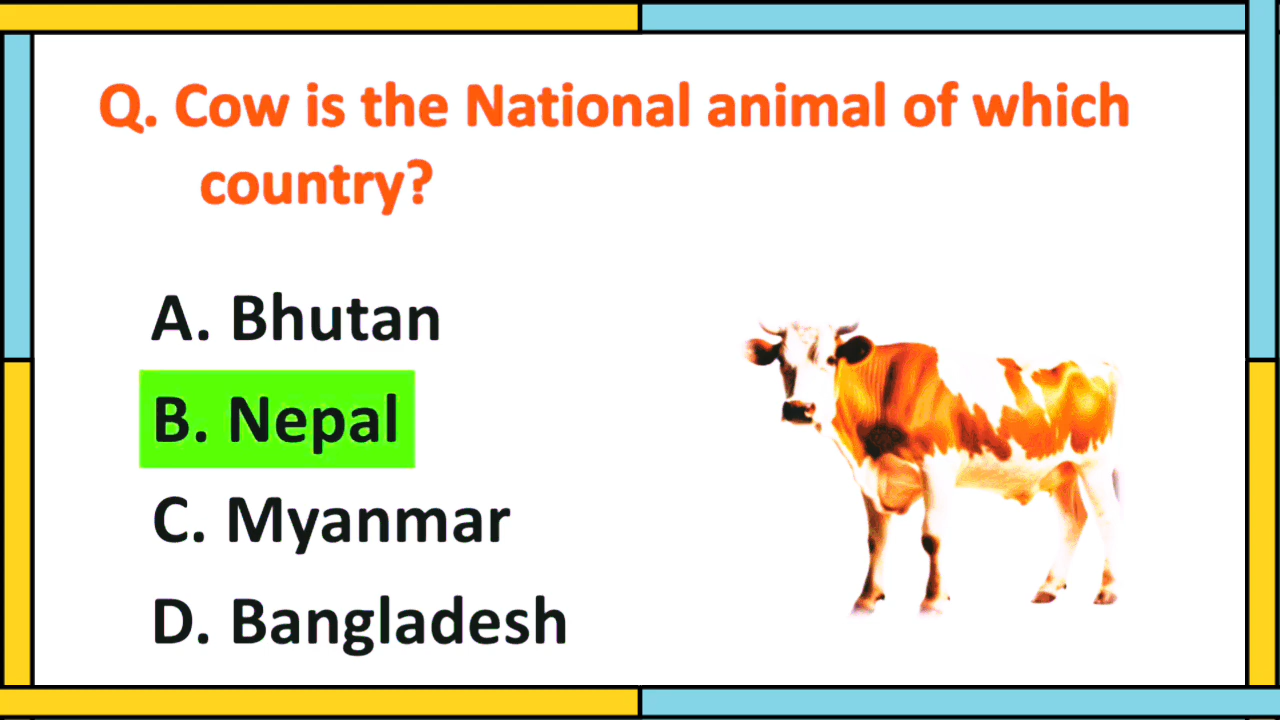 Q. Cow is the National animal of which
country?
A. Bhutan
B. Nepal
C. Myanmar
D. Bangladesh